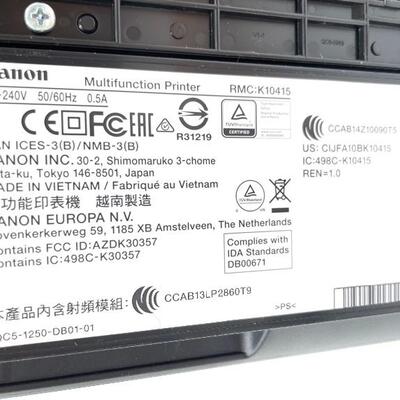 anon Multifunction Printer RMC:K10415
-240V 50/60Hz 0.5A
R31219
TÜVRheinland
CERTIFIED
CCAB14Z10090T5
AN ICES-3(B)/NMB-3(B)
US: CIJFA10BK10415
ANON INC. 30-2, Shimomaruko 3-chome
IC:498C-K10415
ta-ku, Tokyo 146-8501, Japan
REN=1.0
ADE IN VIETNAM / Fabriqué au Vietnam
功能印表機 越南製造
ANON EUROPA N.V.
ovenkerkerweg 59, 1185 XB Amstelveen, The Netherlands
ontains FCC ID:AZDK30357
ontains IC:498C-K30357
Complies with
IDA Standards
DB00671
本產品內含射頻模組: CCAB13LP2860T9
>PS<
QC5-1250-DB01-01